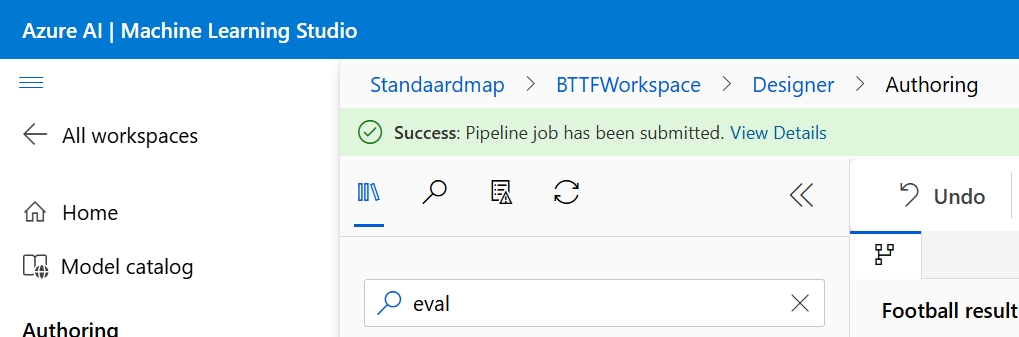 Azure AI | Machine Learning Studio
Standaardmap > BTTFWorkspace > Designer > Authoring
All workspaces
Success: Pipeline job has been submitted. View Details
Undo
Home
Model catalog
eval
Football result
Authoring